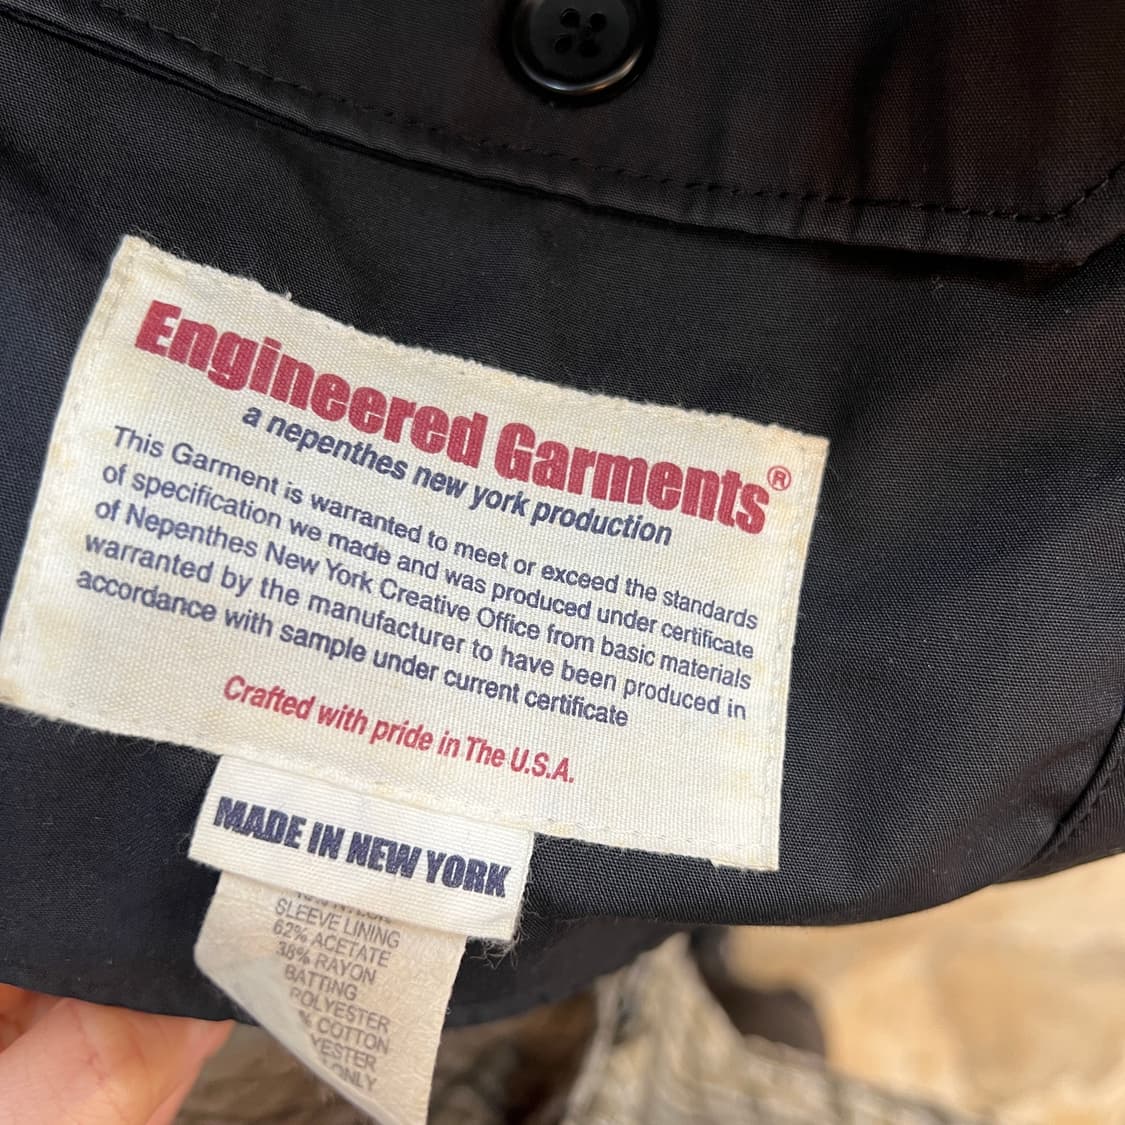 Engineered Garments®
a nepenthes new york production
This Garment is warranted to meet or exceed the standards
of specification we made and was produced under certificate
of Nepenthes New York Creative Office from basic materials
warranted by the manufacturer to have been produced in
accordance with sample under current certificate
Crafted with pride in The U.S.A.
MADE IN NEW YORK
SLEEVE LINING
62% ACETATE
38% RAYON
BATTING
POLYESTER
% COTTON